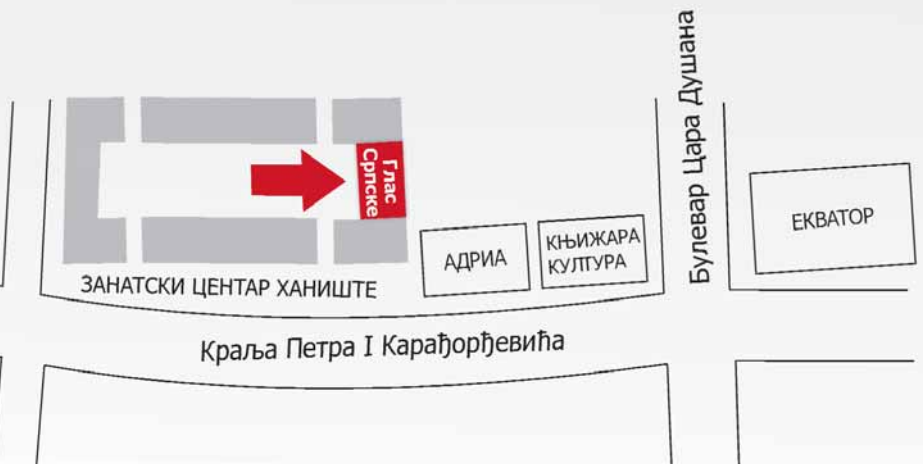 Булевар Цара Душана
Глас
Српске
ЕКВАТОР
КЊИЖАРА
КУЛТУРА
АДРИА
ЗАНАТСКИ ЦЕНТАР ХАНИШТЕ
Краља Петра I Карађорђевића